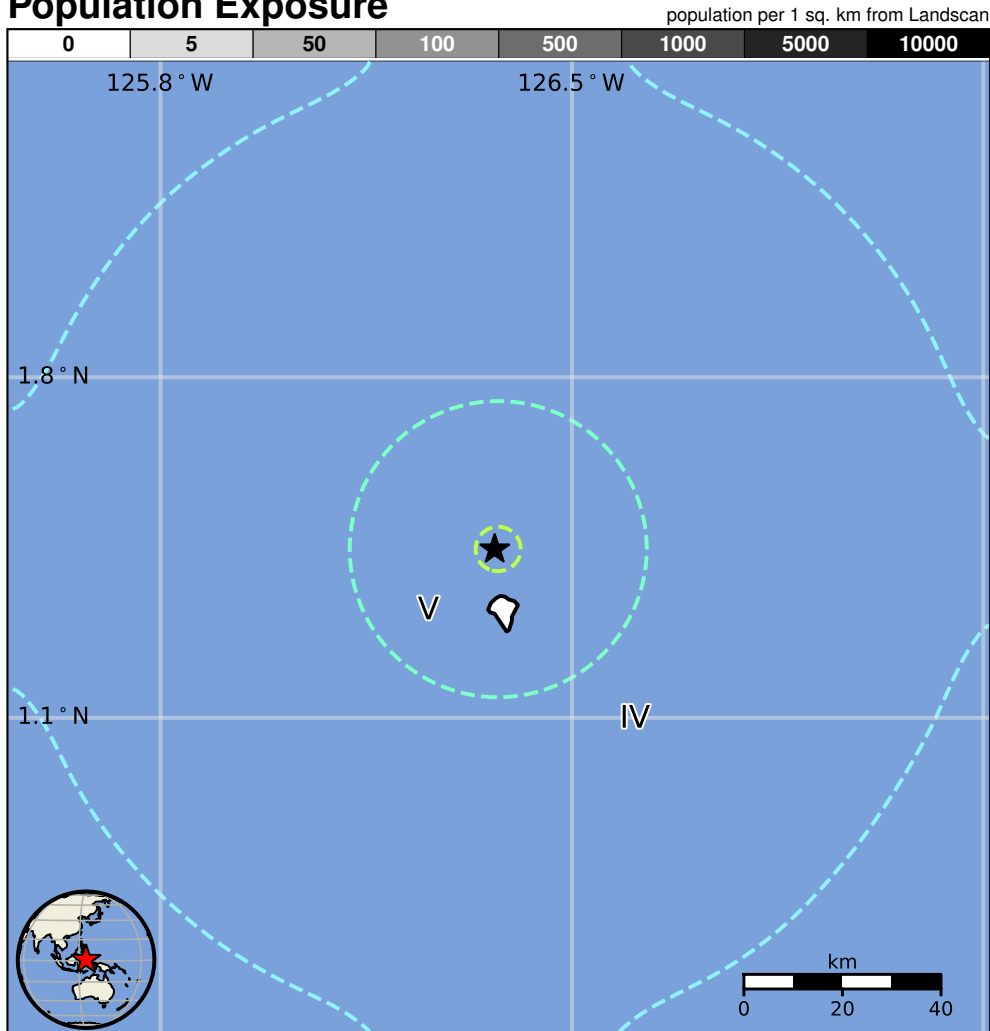 Population Exposure
population per 1 sq. km from Landscan
0 5 50 100 500 1000 5000 10000
125.8°W 126.5°W
1.8°N
V
1.1°N
IV
km
0 20 40